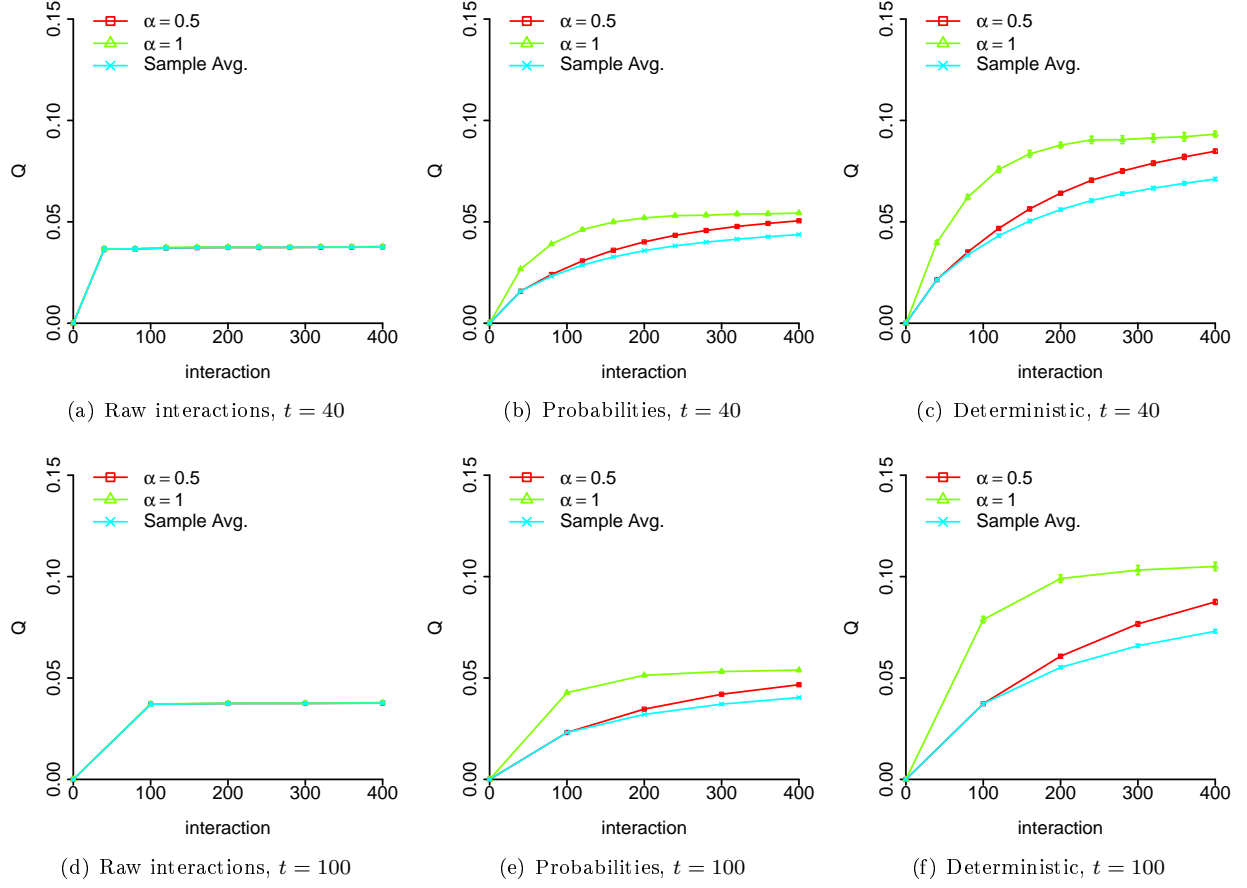 0.15
α = 0.5
α = 1
Sample Avg.
0.10
Q
0.05
0.00
0 100 200 300 400
interaction
(a) Raw interactions, t = 40
0.15
α = 0.5
α = 1
Sample Avg.
0.10
Q
0.05
0.00
0 100 200 300 400
interaction
(b) Probabilities, t = 40
0.15
α = 0.5
α = 1
Sample Avg.
0.10
Q
0.05
0.00
0 100 200 300 400
interaction
(c) Deterministic, t = 40
0.15
α = 0.5
α = 1
Sample Avg.
0.10
Q
0.05
0.00
0 100 200 300 400
interaction
(d) Raw interactions, t = 100
0.15
α = 0.5
α = 1
Sample Avg.
0.10
Q
0.05
0.00
0 100 200 300 400
interaction
(e) Probabilities, t = 100
0.15
α = 0.5
α = 1
Sample Avg.
0.10
Q
0.05
0.00
0 100 200 300 400
interaction
(f) Deterministic, t = 100